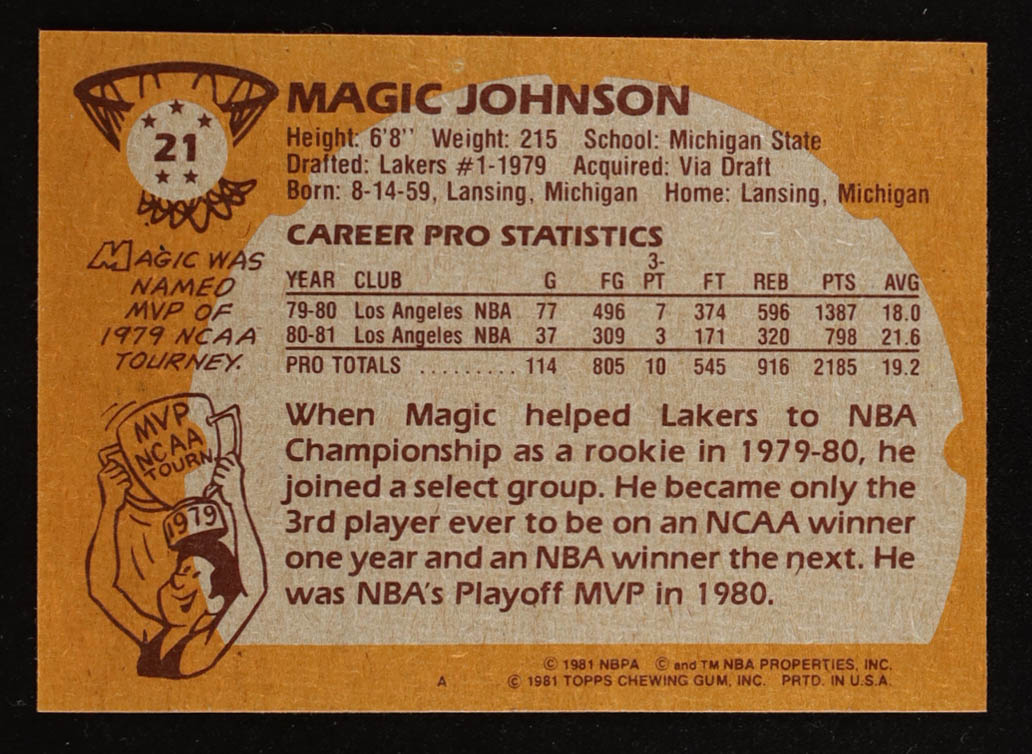 21
MAGIC JOHNSON
Height: 6'8'' Weight: 215 School: Michigan State
Drafted: Lakers #1-1979 Acquired: Via Draft
Born: 8-14-59, Lansing, Michigan Home: Lansing, Michigan
MAGIC WAS
NAMED
MVP OF
1979 NCAA
TOURNEY.
MVP
NCAA
TOURN
1979
CAREER PRO STATISTICS
YEAR CLUB G FG 3-PT FT REB PTS AVG
79-80 Los Angeles NBA 77 496 7 374 596 1387 18.0
80-81 Los Angeles NBA 37 309 3 171 320 798 21.6
PRO TOTALS ......... 114 805 10 545 916 2185 19.2
When Magic helped Lakers to NBA
Championship as a rookie in 1979-80, he
joined a select group. He became only the
3rd player ever to be on an NCAA winner
one year and an NBA winner the next. He
was NBA's Playoff MVP in 1980.
© 1981 NBPA © and TM NBA PROPERTIES, INC.
A © 1981 TOPPS CHEWING GUM, INC. PRTD. IN U.S.A.